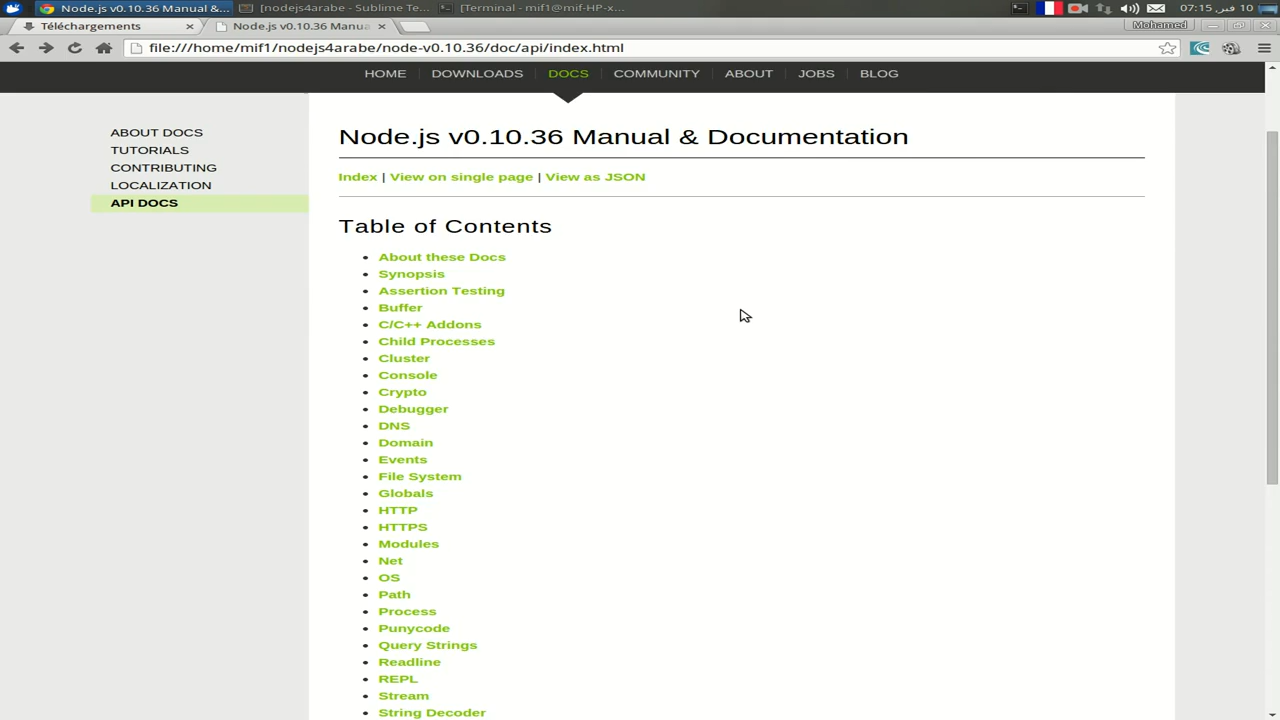 Node.js v0.10.36 Manual &...
[nodejs4arabe - Sublime Te...
[Terminal - mif1@mif-HP-x...
10 فبر, 07:15
Téléchargements
Node.js v0.10.36 Manua
Mohamed
file:///home/mif1/nodejs4arabe/node-v0.10.36/doc/api/index.html
HOME DOWNLOADS DOCS COMMUNITY ABOUT JOBS BLOG
ABOUT DOCS
TUTORIALS
CONTRIBUTING
LOCALIZATION
API DOCS
Node.js v0.10.36 Manual & Documentation
Index | View on single page | View as JSON
Table of Contents
About these Docs
Synopsis
Assertion Testing
Buffer
C/C++ Addons
Child Processes
Cluster
Console
Crypto
Debugger
DNS
Domain
Events
File System
Globals
HTTP
HTTPS
Modules
Net
OS
Path
Process
Punycode
Query Strings
Readline
REPL
Stream
String Decoder